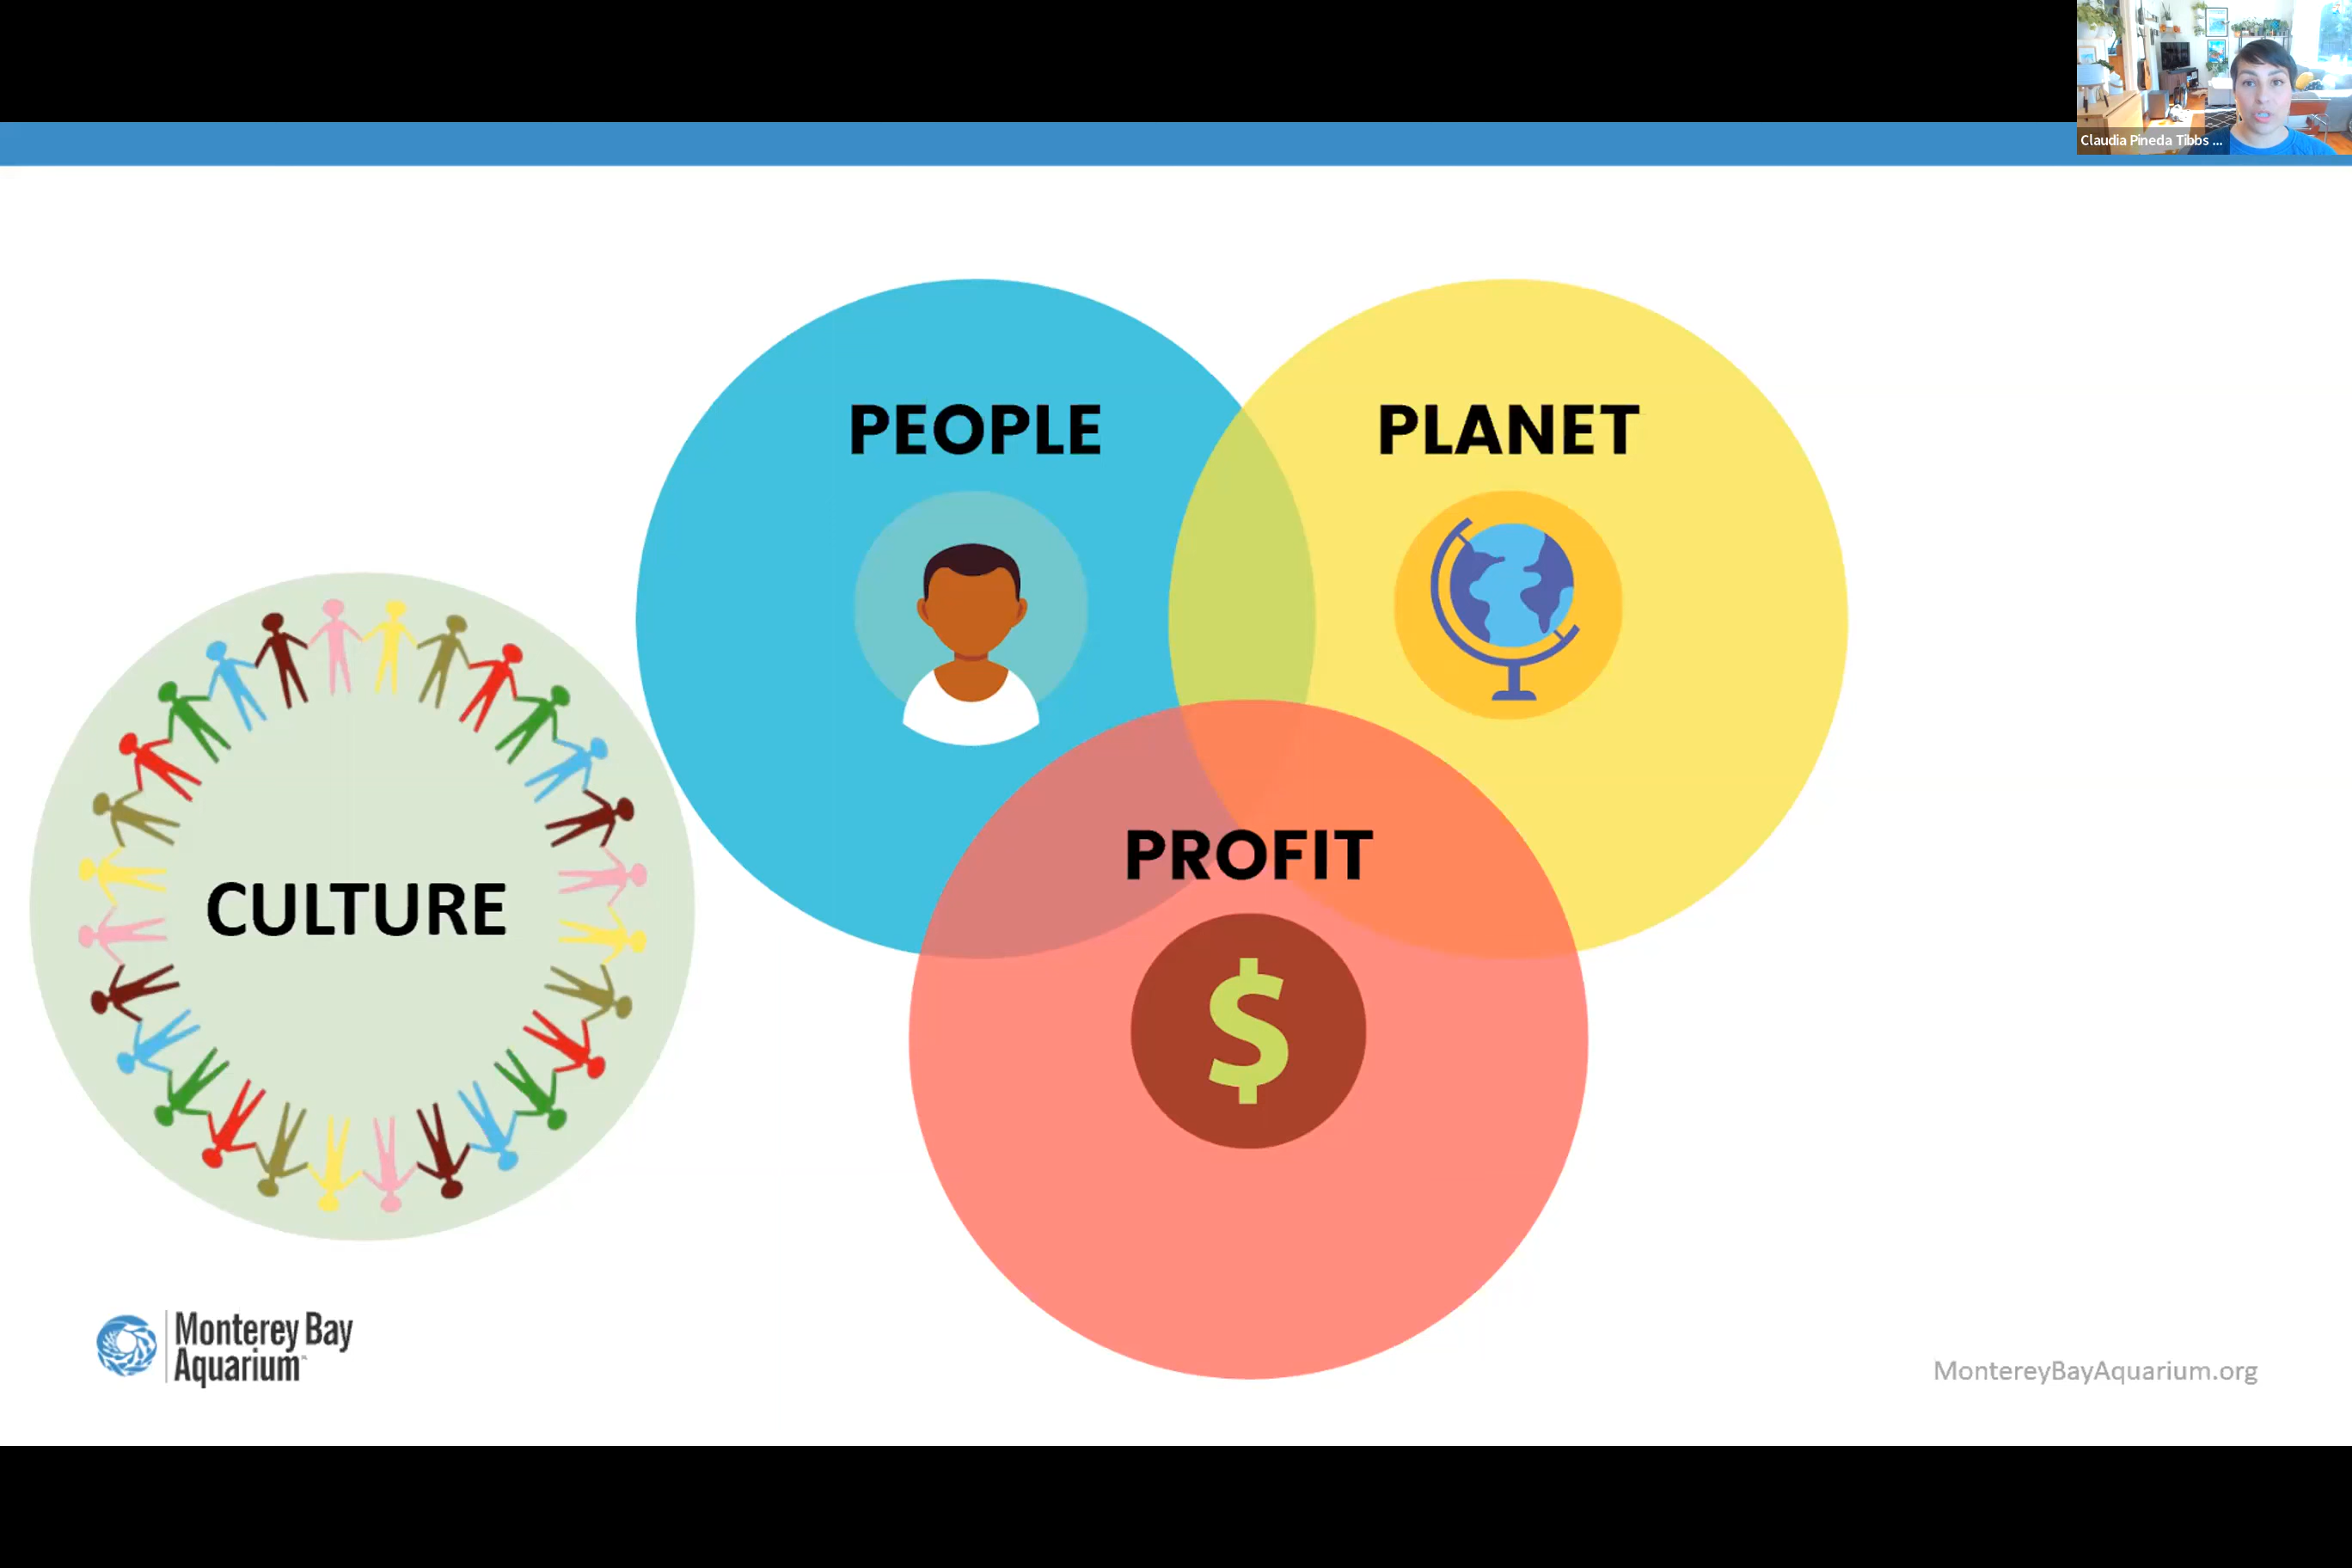 Claudia Pineda Tibbs ...
PEOPLE
PLANET
PROFIT
$
CULTURE
Monterey Bay
Aquarium
MontereyBayAquarium.org